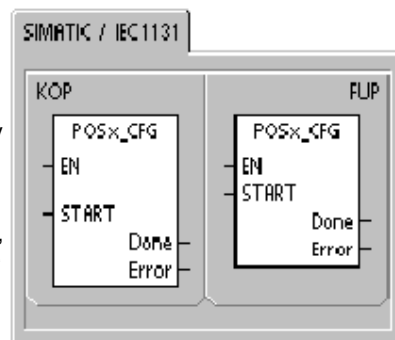 SIMATIC / IEC1131
KOP
FUP
POSx_CFG
EN
START
Done
Error
POSx_CFG
EN
START
Done
Error